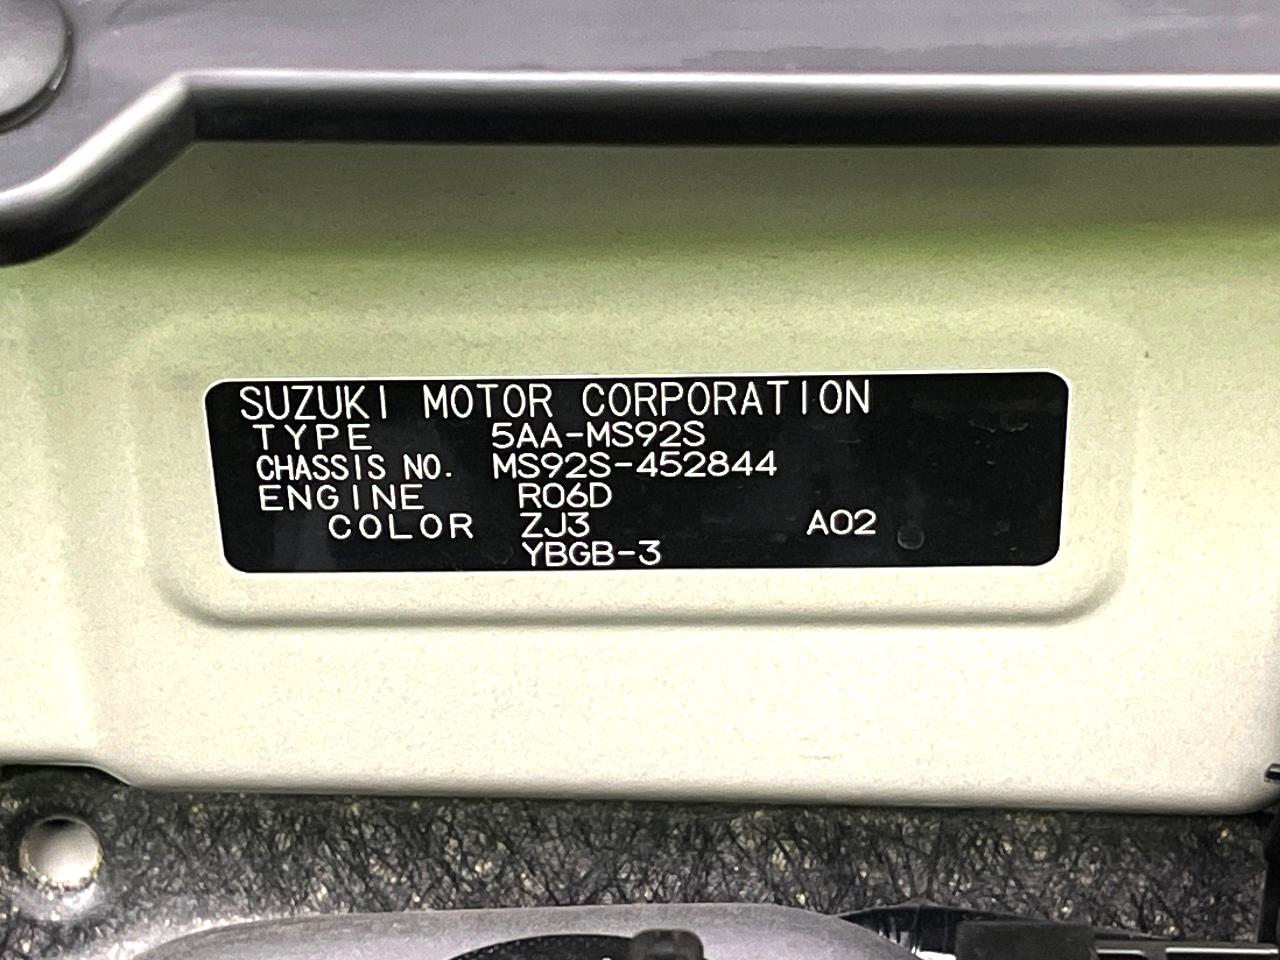 SUZUKI MOTOR CORPORATION
TYPE 5AA-MS92S
CHASSIS NO. MS92S-452844
ENGINE R06D
COLOR ZJ3 A02
YBGB-3